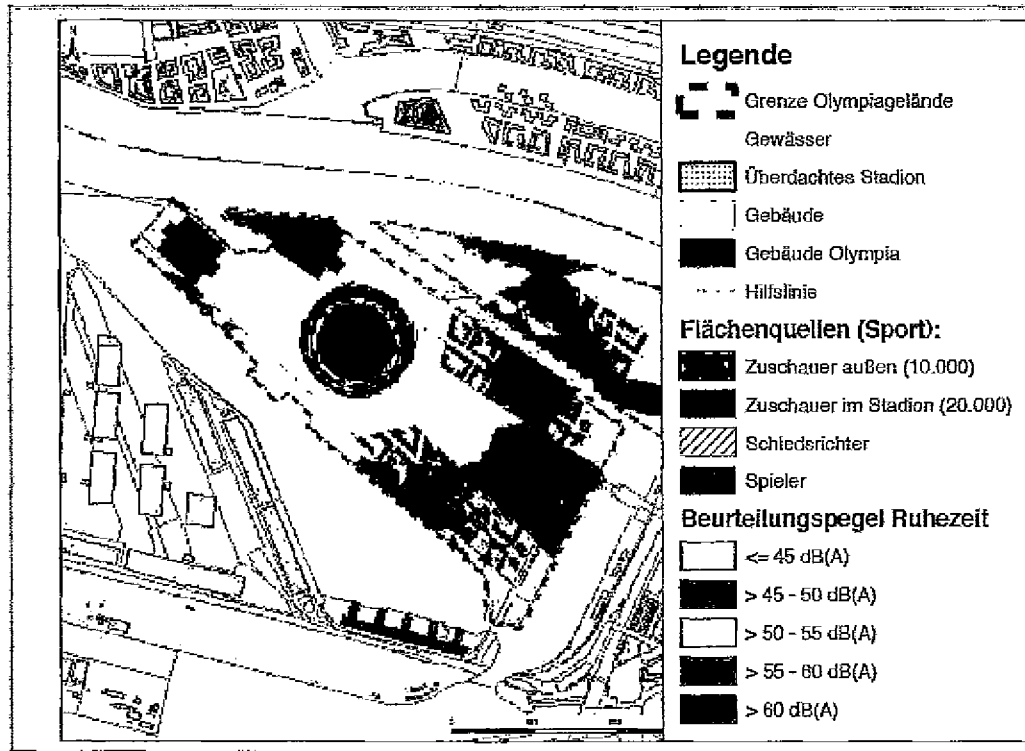 Legende
Grenze Olympiagelände
Gewässer
Überdachtes Stadion
Gebäude
Gebäude Olympia
Hilfslinie
Flächenquellen (Sport):
Zuschauer außen (10.000)
Zuschauer im Stadion (20.000)
Schiedsrichter
Spieler
Beurteilungspegel Ruhezeit
<= 45 dB(A)
> 45 - 50 dB(A)
> 50 - 55 dB(A)
> 55 - 60 dB(A)
> 60 dB(A)